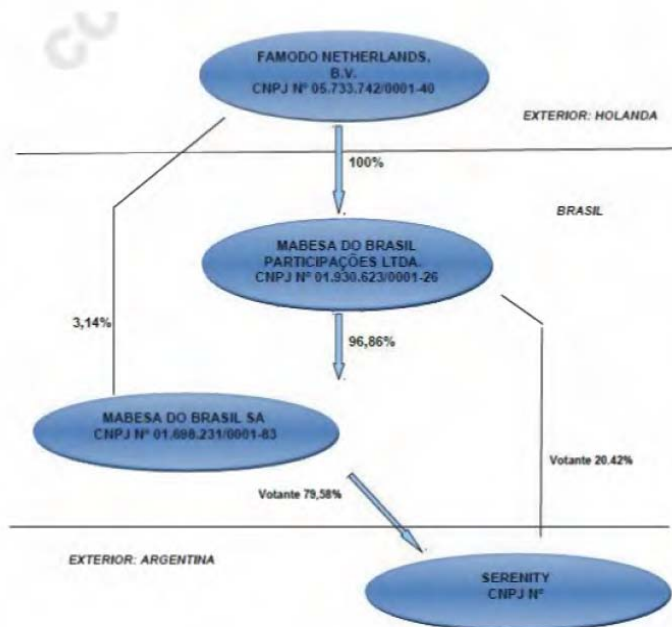 FAMODO NETHERLANDS,
B.V.
CNPJ Nº 05.733.742/0001-40
EXTERIOR: HOLANDA
100%
BRASIL
MABESA DO BRASIL
PARTICIPAÇÕES LTDA.
CNPJ Nº 01.930.623/0001-26
3,14%
96,86%
MABESA DO BRASIL SA
CNPJ Nº 01.698.231/0001-83
Votante 20.42%
Votante 79,58%
EXTERIOR: ARGENTINA
SERENITY
CNPJ Nº